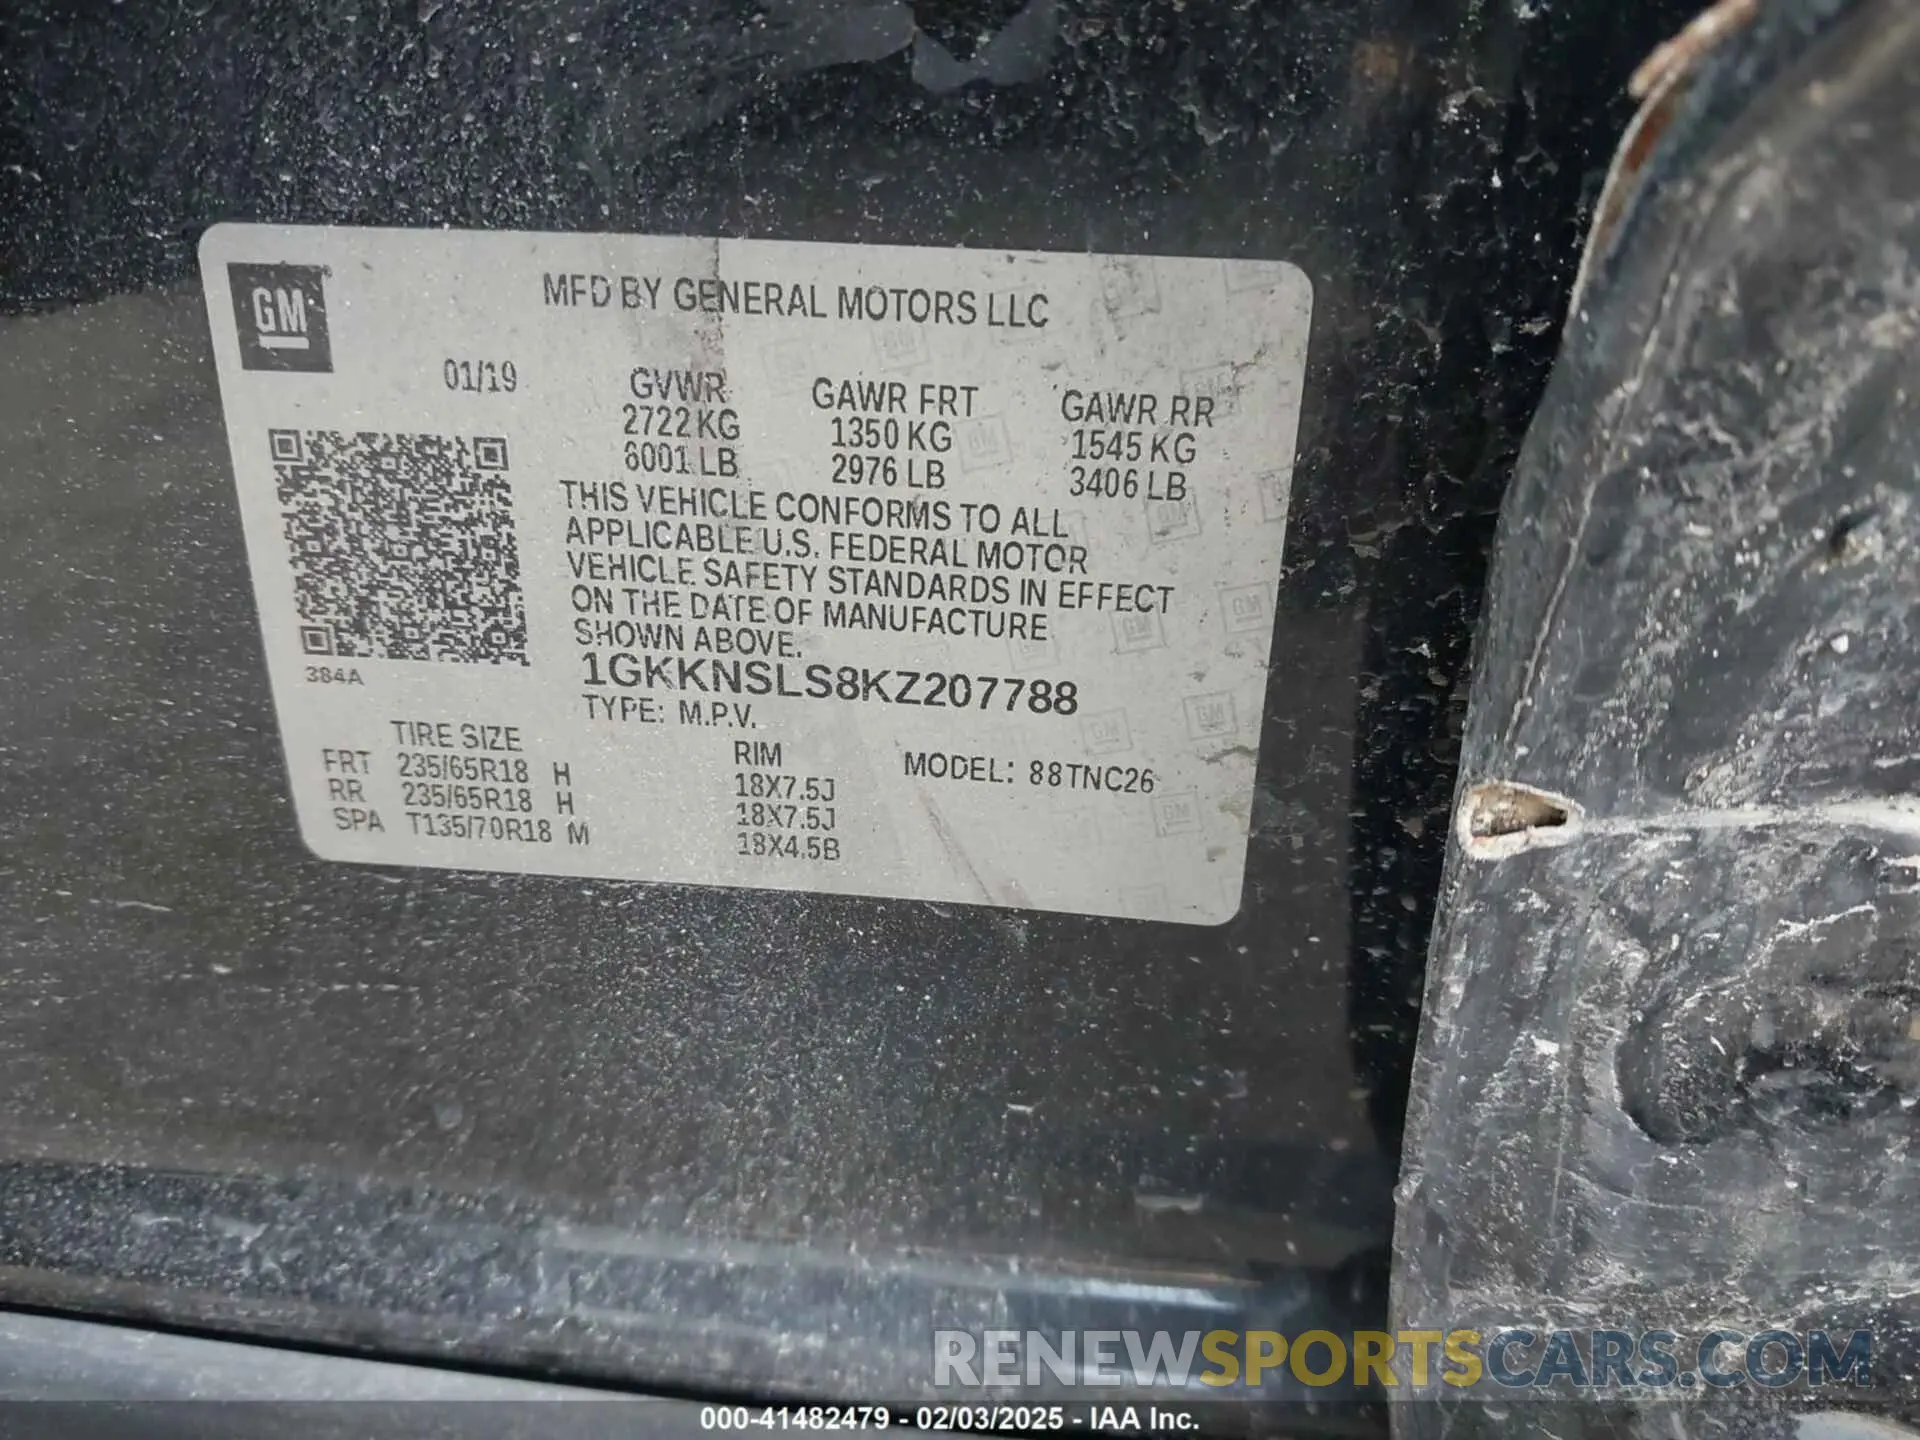 GM
MFD BY GENERAL MOTORS LLC
01/19
GVWR GAWR FRT GAWR RR
2722 KG 1350 KG 1545 KG
6001 LB 2976 LB 3406 LB
THIS VEHICLE CONFORMS TO ALL
APPLICABLE U.S. FEDERAL MOTOR
VEHICLE SAFETY STANDARDS IN EFFECT
ON THE DATE OF MANUFACTURE
SHOWN ABOVE.
384A
1GKKNSLS8KZ207788
TYPE: M.P.V.
TIRE SIZE RIM MODEL: 88TNC26
FRT 235/65R18 H 18X7.5J
RR 235/65R18 H 18X7.5J
SPA T135/70R18 M 18X4.5B
RENEWSPORTSCARS.COM
000-41482479 - 02/03/2025 - IAA Inc.